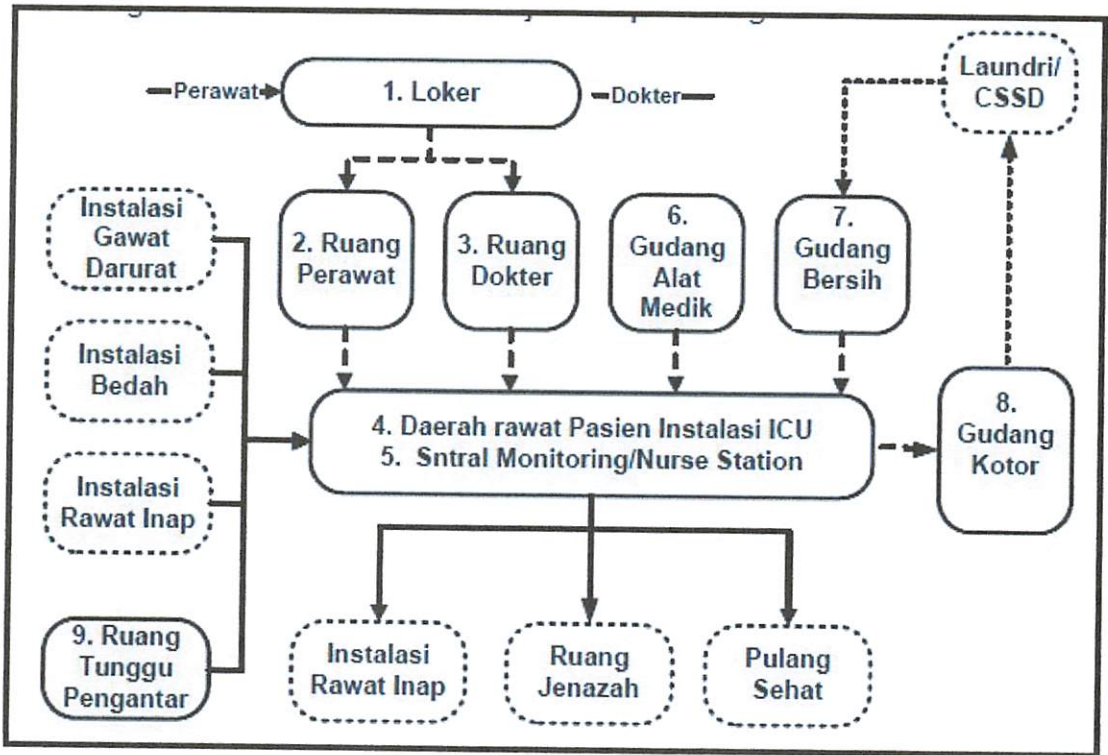 Perawat
1. Loker
Dokter
Laundri/
CSSD
Instalasi
Gawat
Darurat
2. Ruang
Perawat
3. Ruang
Dokter
6.
Gudang
Alat
Medik
7.
Gudang
Bersih
Instalasi
Bedah
4. Daerah rawat Pasien Instalasi ICU
5. Sntral Monitoring/Nurse Station
8.
Gudang
Kotor
Instalasi
Rawat Inap
9. Ruang
Tunggu
Pengantar
Instalasi
Rawat Inap
Ruang
Jenazah
Pulang
Sehat